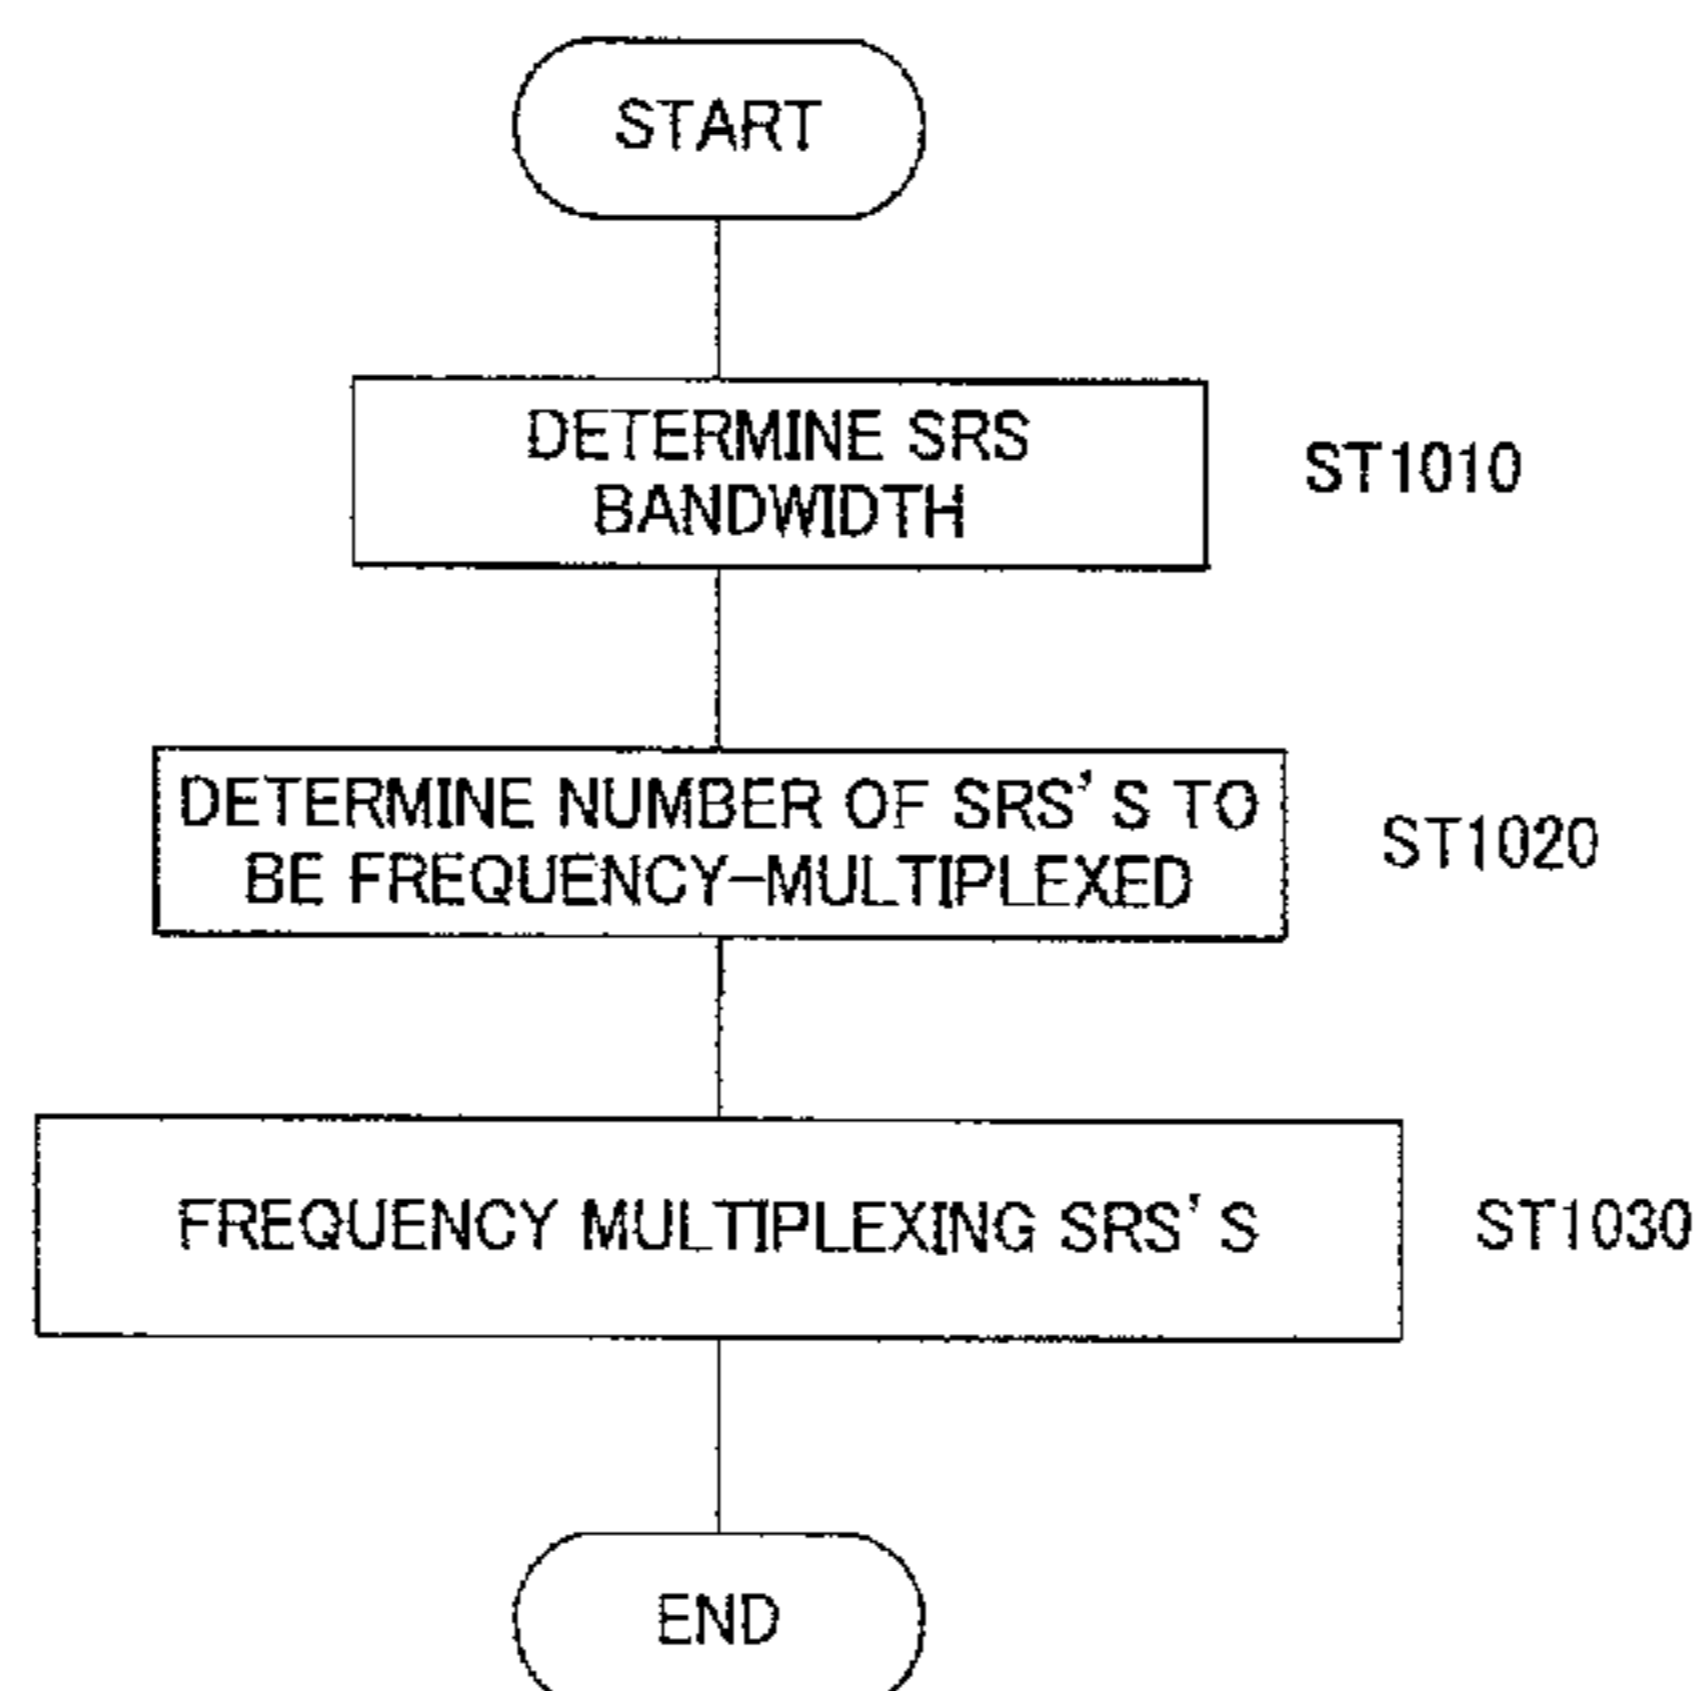 START
DETERMINE SRS
BANDWIDTH
ST1010
DETERMINE NUMBER OF SRS'S TO
BE FREQUENCY-MULTIPLEXED
ST1020
FREQUENCY MULTIPLEXING SRS'S
ST1030
END